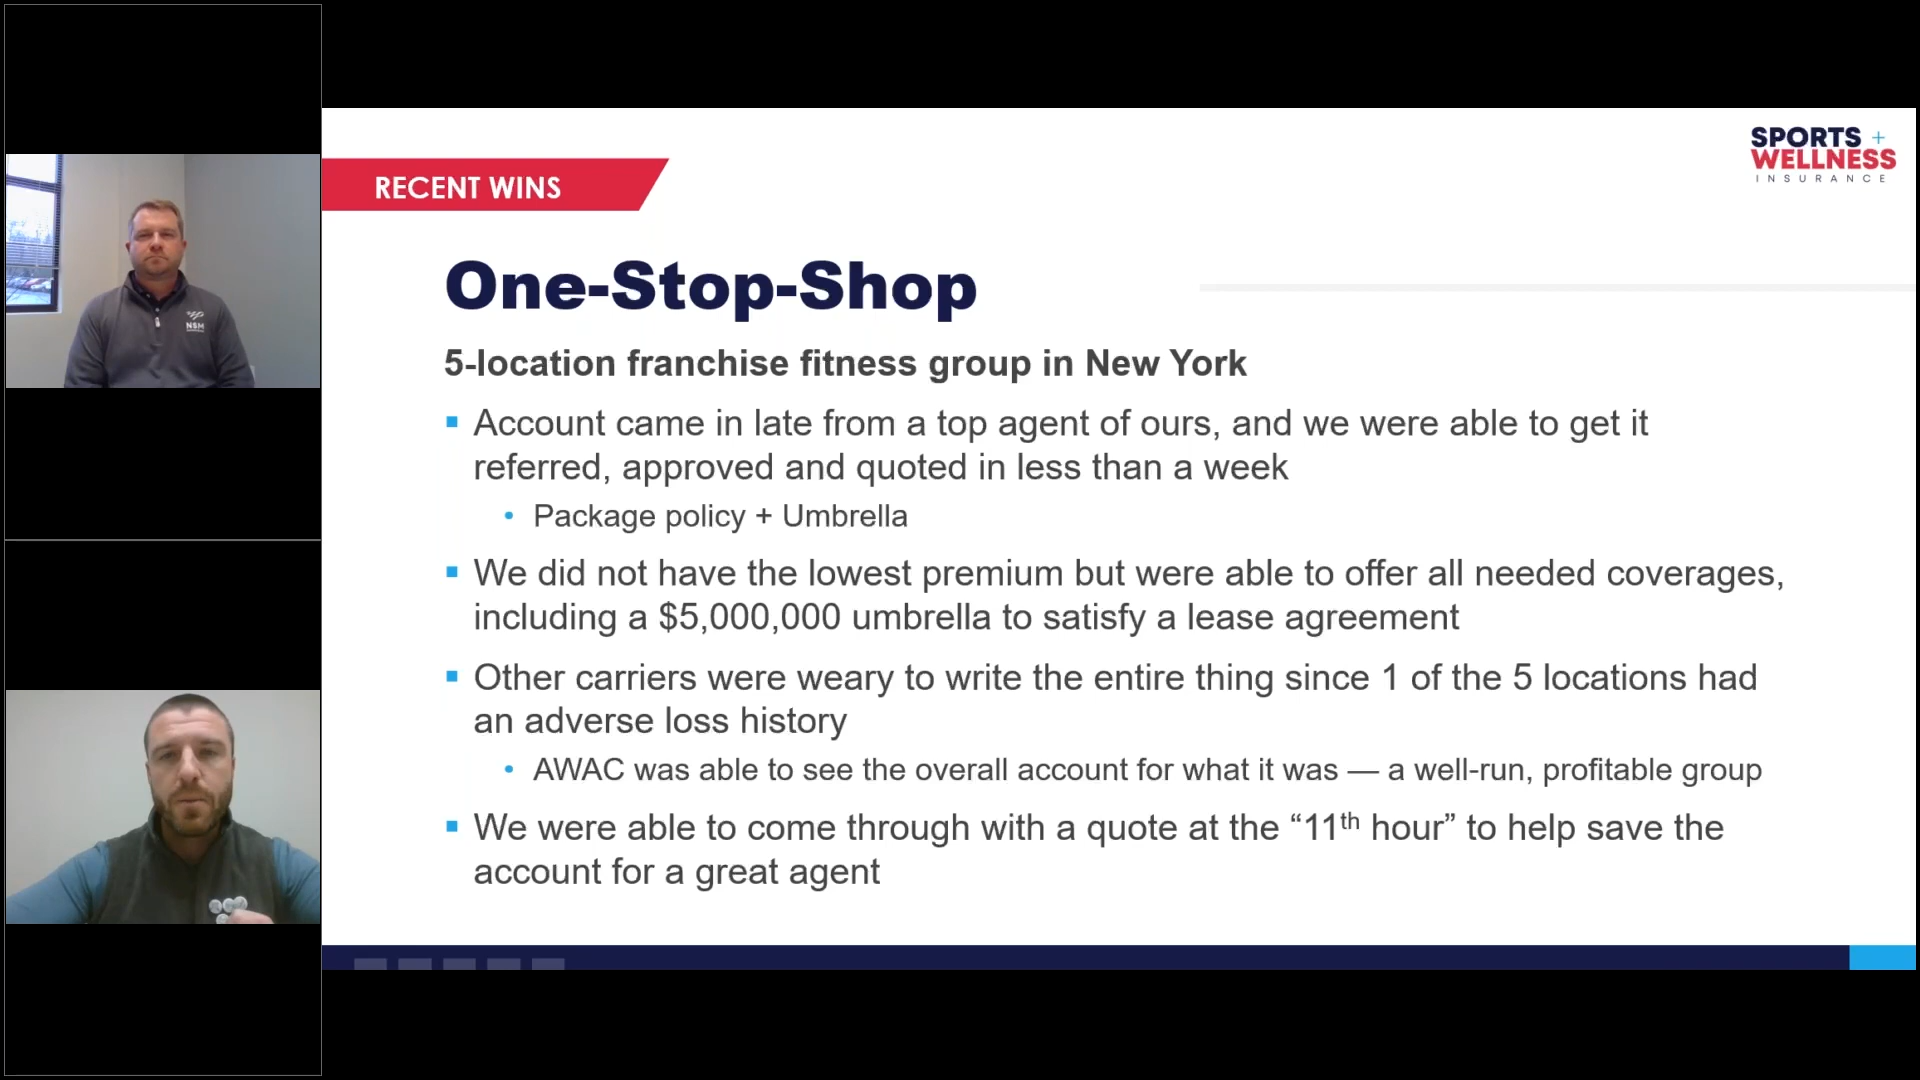 NSM
SPORTS +
WELLNESS
INSURANCE
RECENT WINS
One-Stop-Shop
5-location franchise fitness group in New York
▪ Account came in late from a top agent of ours, and we were able to get it
referred, approved and quoted in less than a week
• Package policy + Umbrella
▪ We did not have the lowest premium but were able to offer all needed coverages,
including a $5,000,000 umbrella to satisfy a lease agreement
▪ Other carriers were weary to write the entire thing since 1 of the 5 locations had
an adverse loss history
• AWAC was able to see the overall account for what it was — a well-run, profitable group
▪ We were able to come through with a quote at the “11th hour” to help save the
account for a great agent